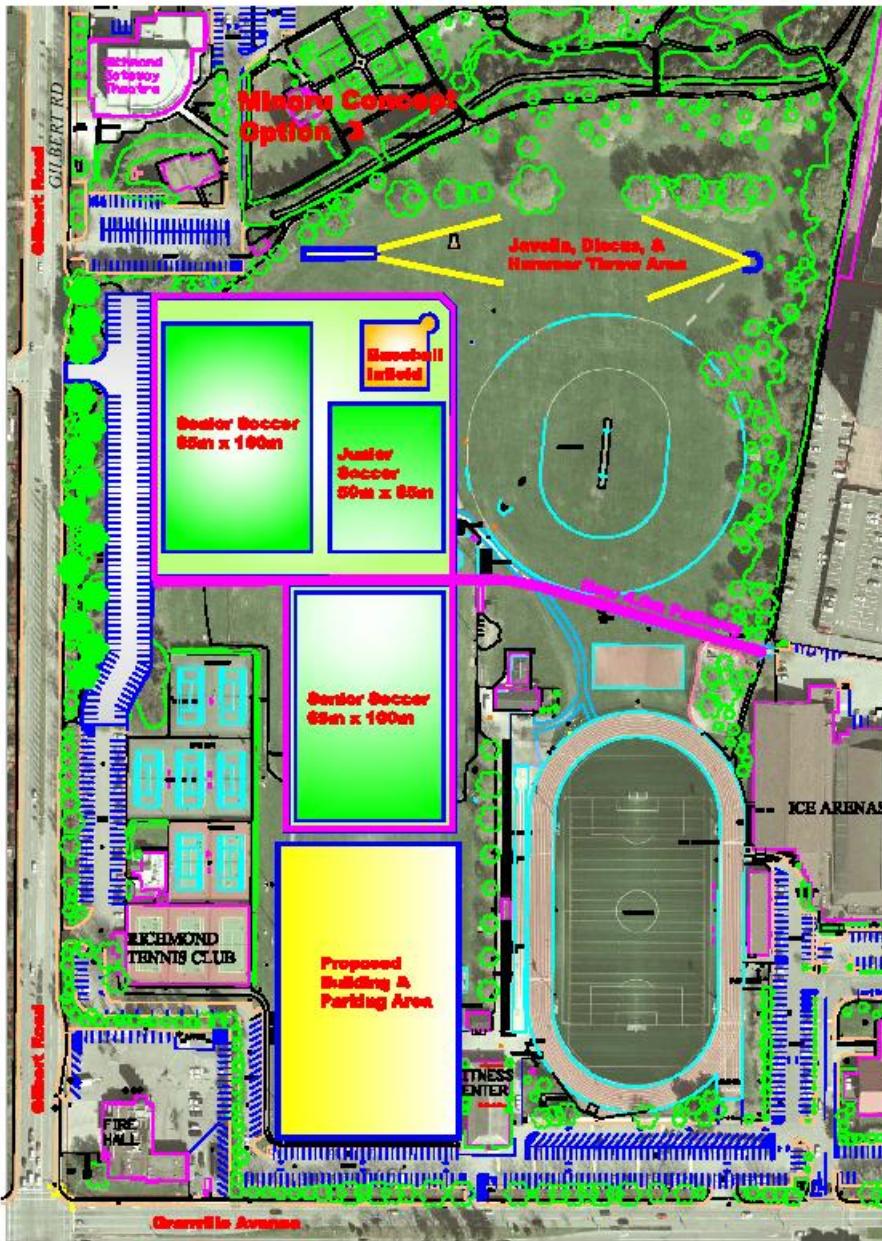 Richmond
Gateway
Theatre
GILBERT RD
Gilbert Road
Minoru Concept
Option 3
Javelin, Discus, &
Hammer Throw Area
Baseball
Infield
Senior Soccer
65m x 100m
Junior
Soccer
50m x 65m
Senior Soccer
65m x 100m
ICE ARENAS
RICHMOND
TENNIS CLUB
Proposed
Building &
Parking Area
Gilbert Road
FIRE
HALL
FITNESS
CENTER
Granville Avenue